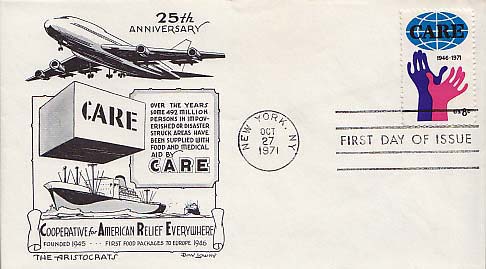 25th
ANNIVERSARY
CARE
OVER THE YEARS
SOME 492 MILLION
PERSONS IN IMPOV-
ERISHED OR DISASTER
STRUCK AREAS HAVE
BEEN SUPPLIED WITH
FOOD AND MEDICAL
AID BY
CARE
COOPERATIVE for AMERICAN RELIEF EVERYWHERE
FOUNDED 1945 ---- FIRST FOOD PACKAGES TO EUROPE 1946
THE ARISTOCRATS
DAY LOWRY
NEW YORK, NY
OCT
27
1971
CARE
1946-1971
US 8c
FIRST DAY OF ISSUE